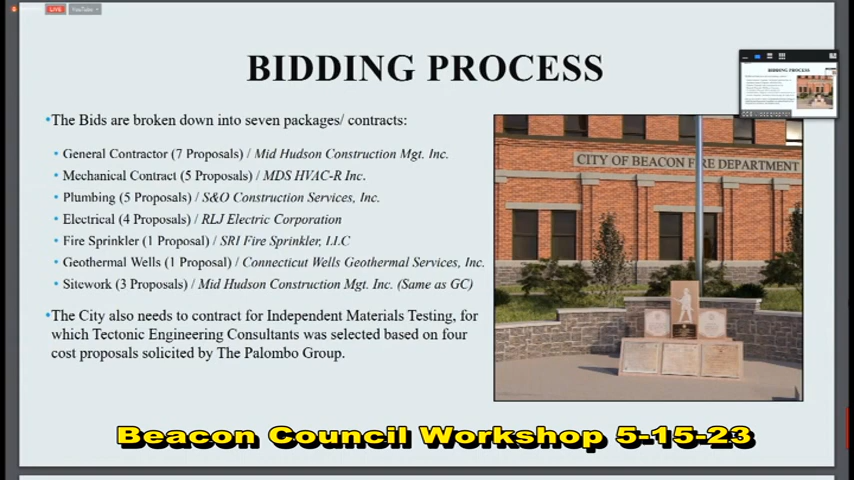 LIVE
YouTube
BIDDING PROCESS
BIDDING PROCESS
•The Bids are broken down into seven packages/ contracts:
• General Contractor (7 Proposals) / Mid Hudson Construction Mgt. Inc.
• Mechanical Contract (5 Proposals) / MDS HVAC-R Inc.
• Plumbing (5 Proposals) / S&O Construction Services, Inc.
• Electrical (4 Proposals) / RLJ Electric Corporation
• Fire Sprinkler (1 Proposal) / SRI Fire Sprinkler, LLC
• Geothermal Wells (1 Proposal) / Connecticut Wells Geothermal Services, Inc.
• Sitework (3 Proposals) / Mid Hudson Construction Mgt. Inc. (Same as GC)
•The City also needs to contract for Independent Materials Testing, for
which Tectonic Engineering Consultants was selected based on four
cost proposals solicited by The Palombo Group.
CITY OF BEACON FIRE DEPARTMENT
Beacon Council Workshop 5-15-23